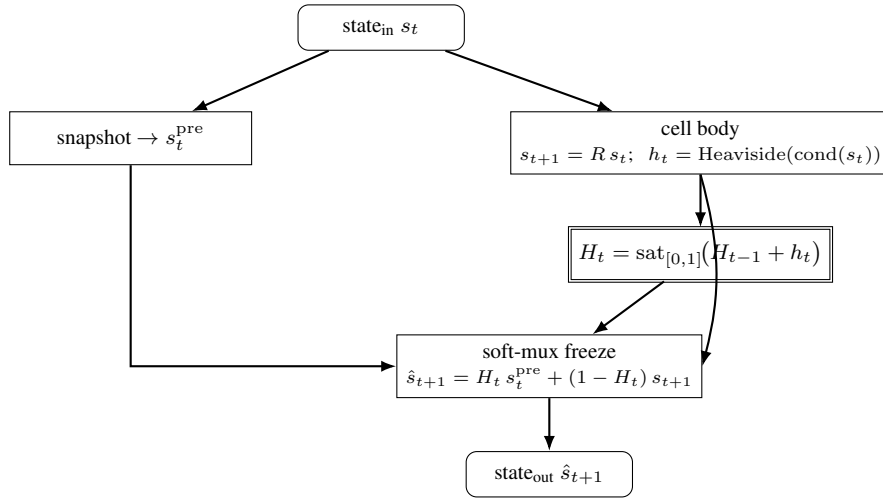 state_in s_t
snapshot → s_t^pre
cell body
s_{t+1} = R s_t; h_t = Heaviside(cond(s_t))
H_t = sat_{[0,1]}(H_{t−1} + h_t)
soft-mux freeze
ŝ_{t+1} = H_t s_t^pre + (1 − H_t) s_{t+1}
state_out ŝ_{t+1}